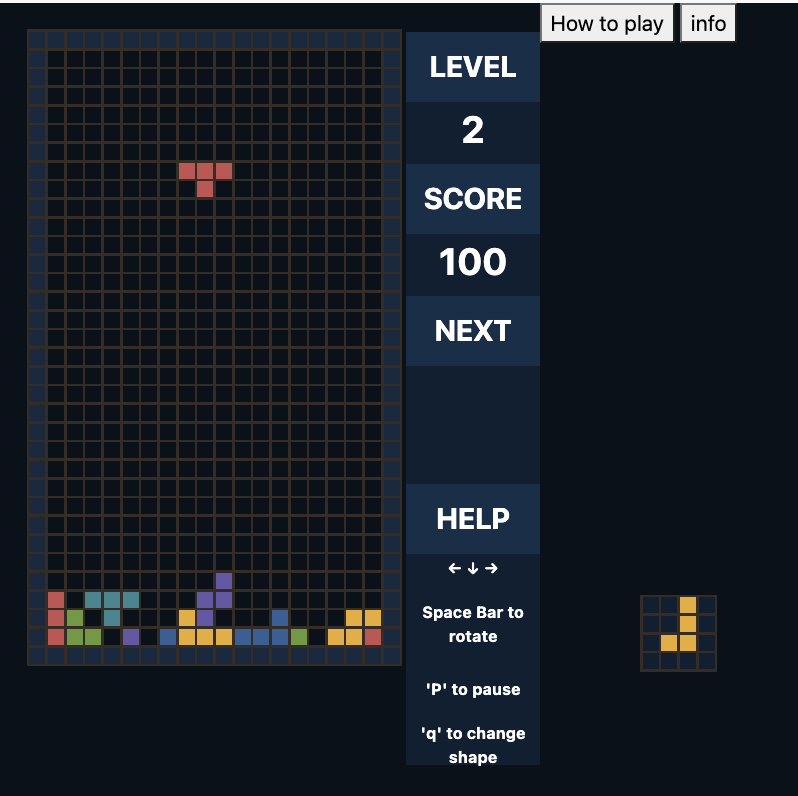 How to play
info
LEVEL
2
SCORE
100
NEXT
HELP
← ↓ →
Space Bar to
rotate
'P' to pause
'q' to change
shape